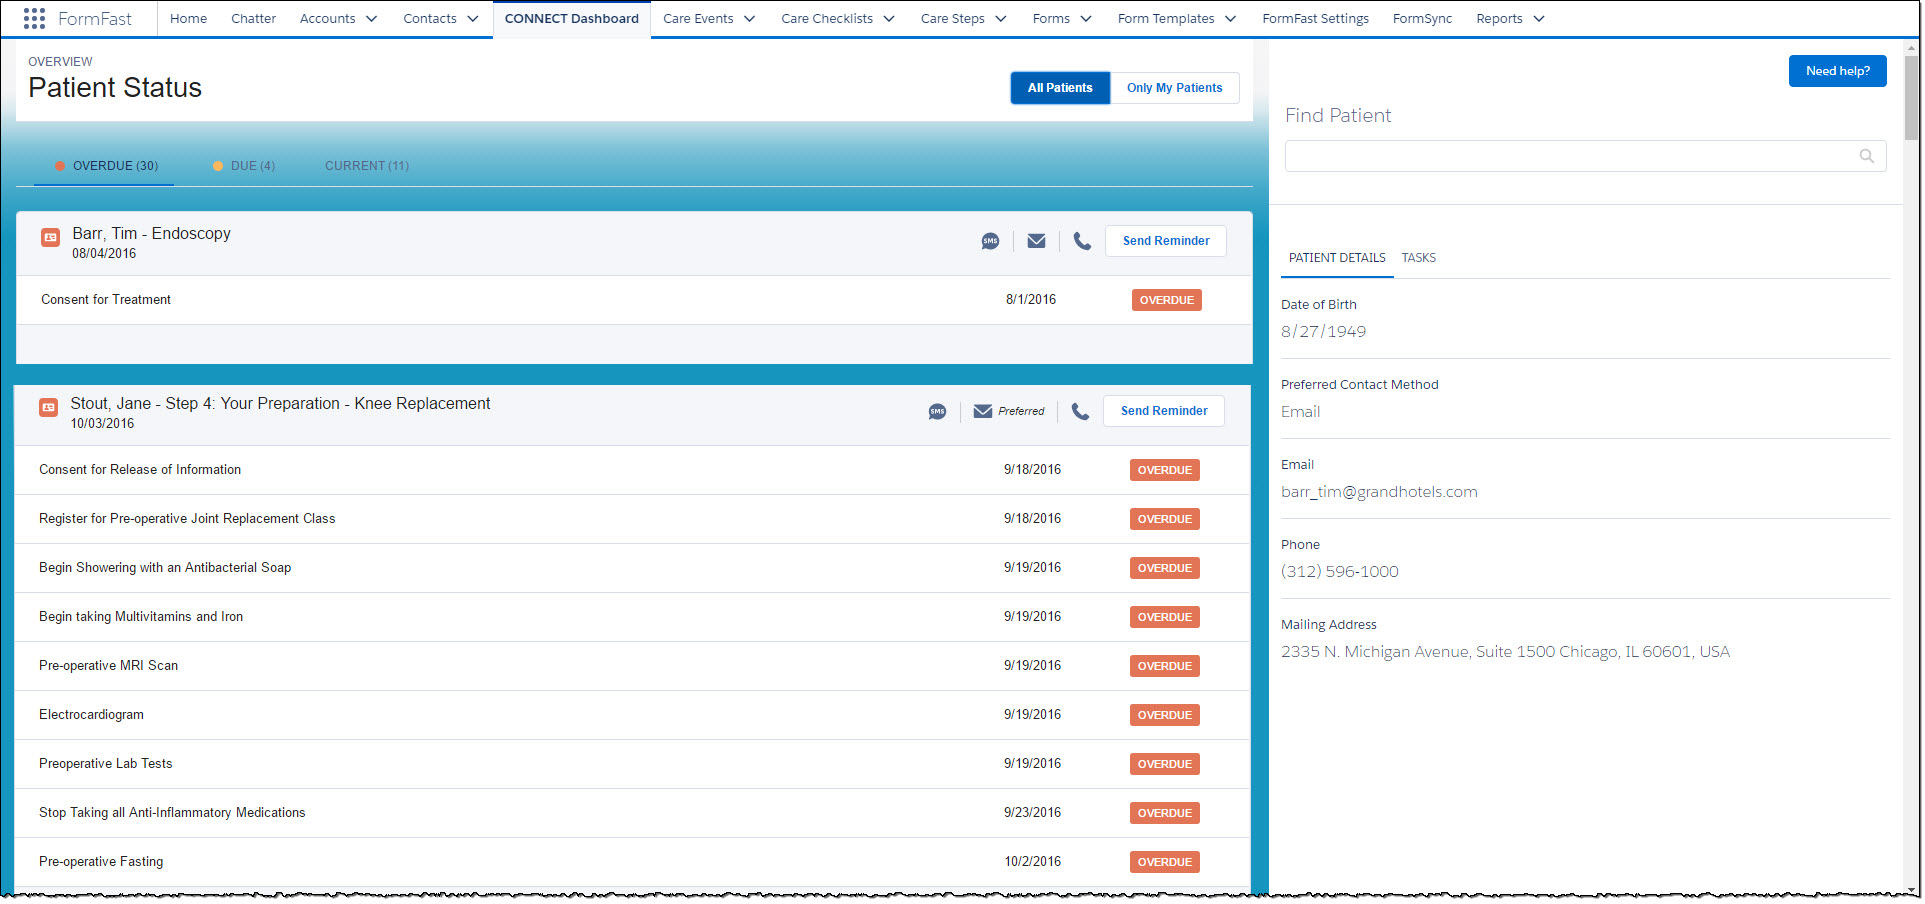 FormFast Home Chatter Accounts Contacts CONNECT Dashboard Care Events Care Checklists Care Steps Forms Form Templates FormFast Settings FormSync Reports
OVERVIEW
Patient Status
All Patients Only My Patients
OVERDUE (30) DUE (4) CURRENT (11)
Barr, Tim - Endoscopy
08/04/2016
SMS Send Reminder
Consent for Treatment 8/1/2016 OVERDUE
Stout, Jane - Step 4: Your Preparation - Knee Replacement
10/03/2016
SMS Preferred Send Reminder
Consent for Release of Information 9/18/2016 OVERDUE
Register for Pre-operative Joint Replacement Class 9/18/2016 OVERDUE
Begin Showering with an Antibacterial Soap 9/19/2016 OVERDUE
Begin taking Multivitamins and Iron 9/19/2016 OVERDUE
Pre-operative MRI Scan 9/19/2016 OVERDUE
Electrocardiogram 9/19/2016 OVERDUE
Preoperative Lab Tests 9/19/2016 OVERDUE
Stop Taking all Anti-Inflammatory Medications 9/23/2016 OVERDUE
Pre-operative Fasting 10/2/2016 OVERDUE
Need help?
Find Patient
PATIENT DETAILS TASKS
Date of Birth
8/27/1949
Preferred Contact Method
Email
Email
barr_tim@grandhotels.com
Phone
(312) 596-1000
Mailing Address
2335 N. Michigan Avenue, Suite 1500 Chicago, IL 60601, USA